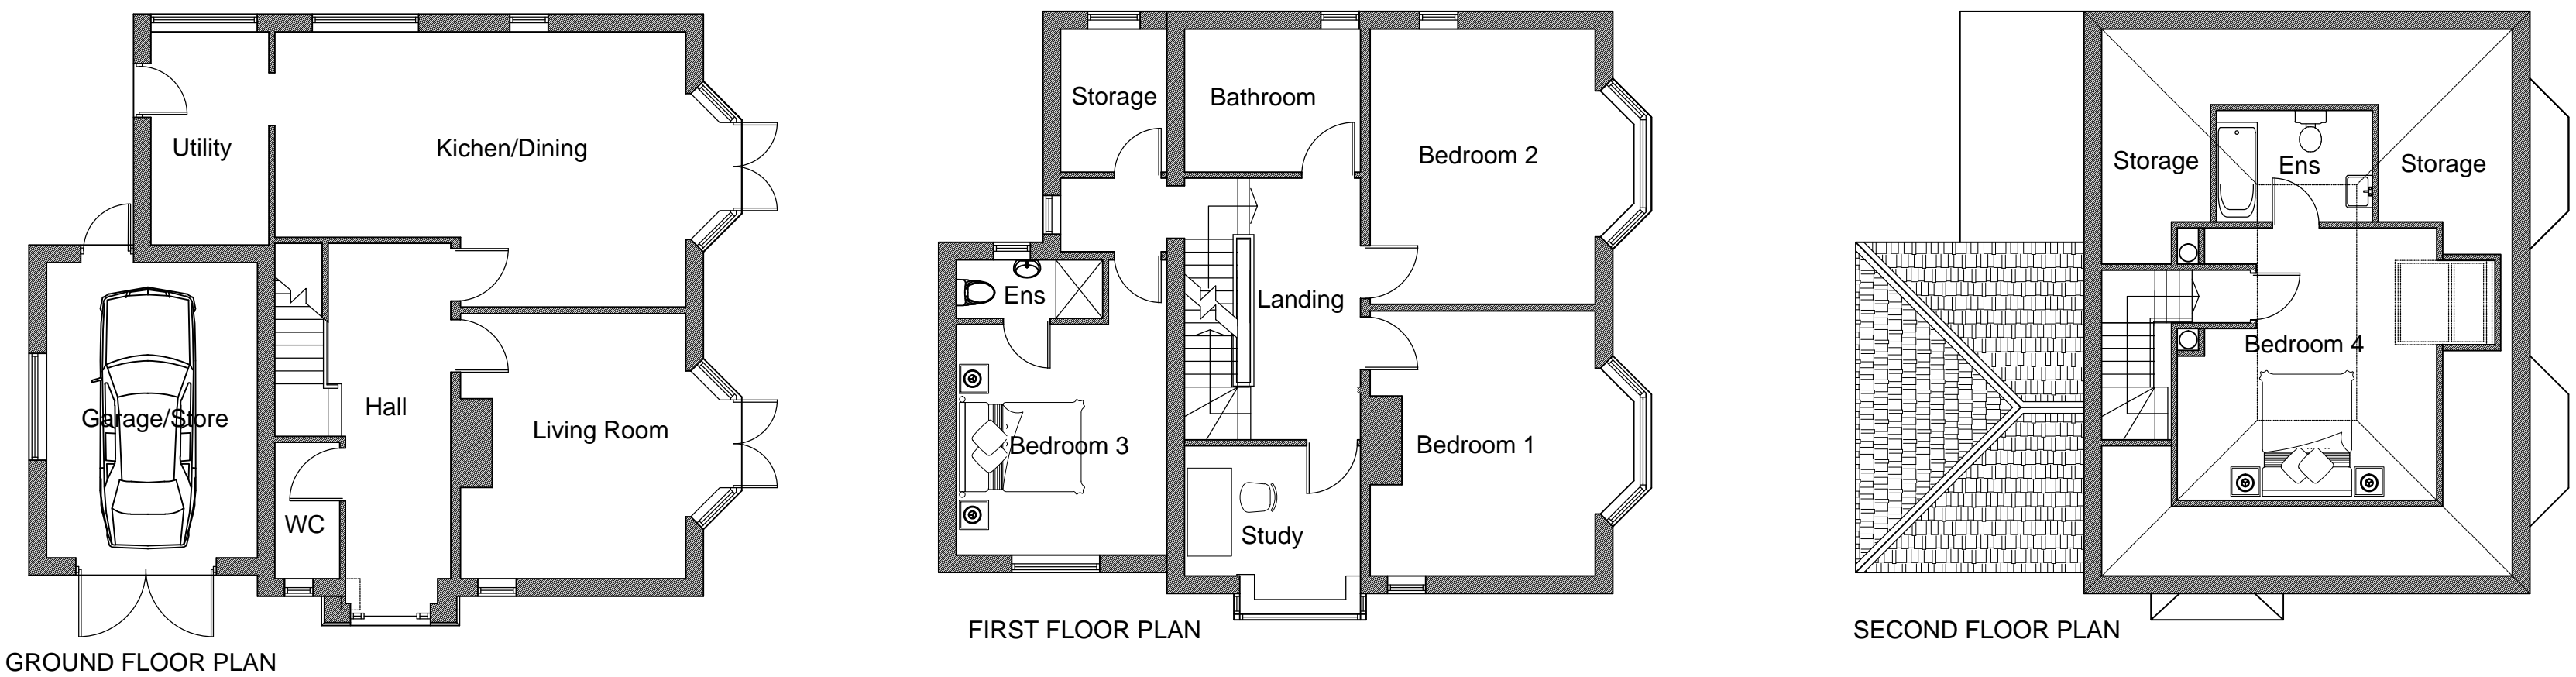 Utility
Kichen/Dining
Garage/Store
Hall
Living Room
WC
GROUND FLOOR PLAN
Storage
Bathroom
Bedroom 2
Ens
Landing
Bedroom 3
Bedroom 1
Study
FIRST FLOOR PLAN
Storage
Ens
Storage
Bedroom 4
SECOND FLOOR PLAN